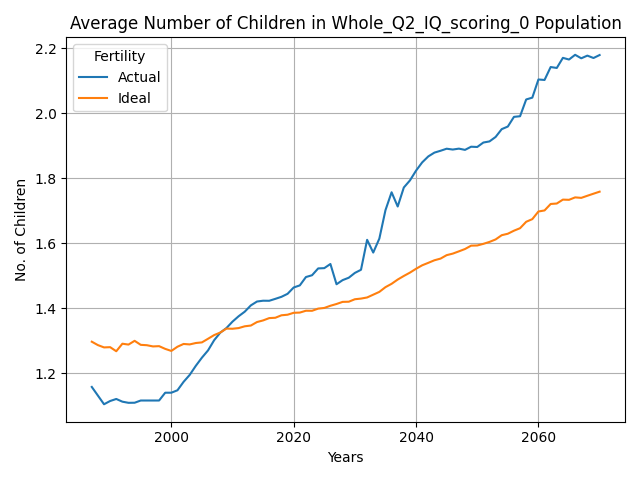 Average Number of Children in Whole_Q2_IQ_scoring_0 Population
Fertility
Actual
Ideal
No. of Children
2.2
2.0
1.8
1.6
1.4
1.2
2000 2020 2040 2060
Years